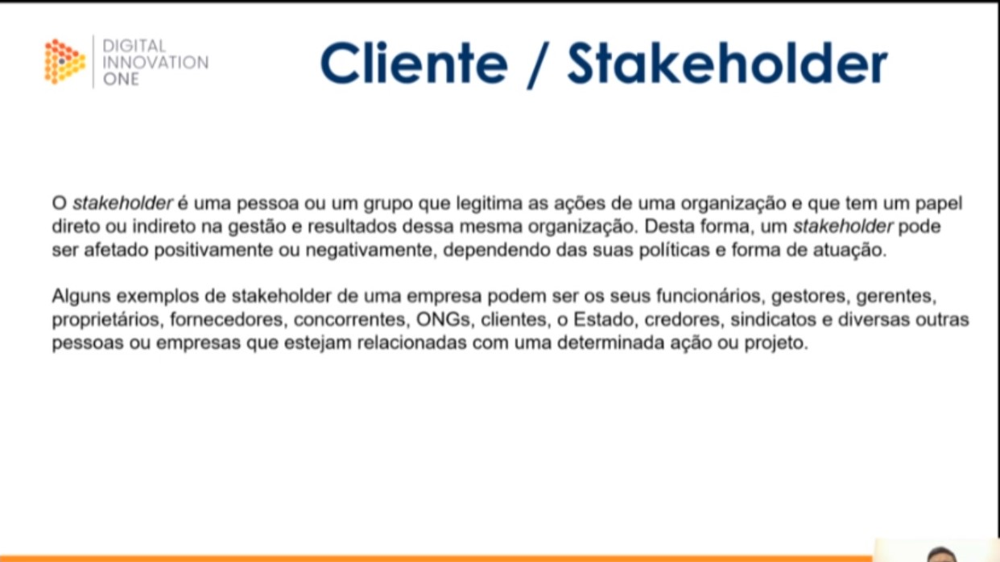 DIGITAL
INNOVATION
ONE
Cliente / Stakeholder
O stakeholder é uma pessoa ou um grupo que legitima as ações de uma organização e que tem um papel
direto ou indireto na gestão e resultados dessa mesma organização. Desta forma, um stakeholder pode
ser afetado positivamente ou negativamente, dependendo das suas políticas e forma de atuação.
Alguns exemplos de stakeholder de uma empresa podem ser os seus funcionários, gestores, gerentes,
proprietários, fornecedores, concorrentes, ONGs, clientes, o Estado, credores, sindicatos e diversas outras
pessoas ou empresas que estejam relacionadas com uma determinada ação ou projeto.